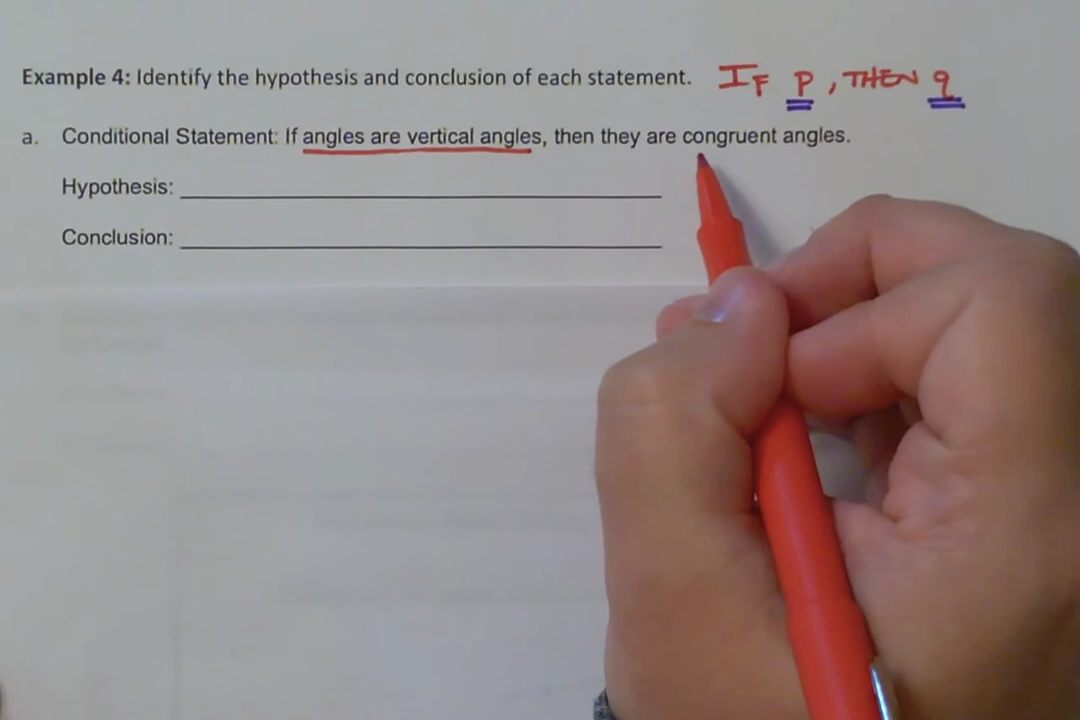 Example 4: Identify the hypothesis and conclusion of each statement. IF P, THEN q
a. Conditional Statement: If angles are vertical angles, then they are congruent angles.
Hypothesis:
Conclusion: